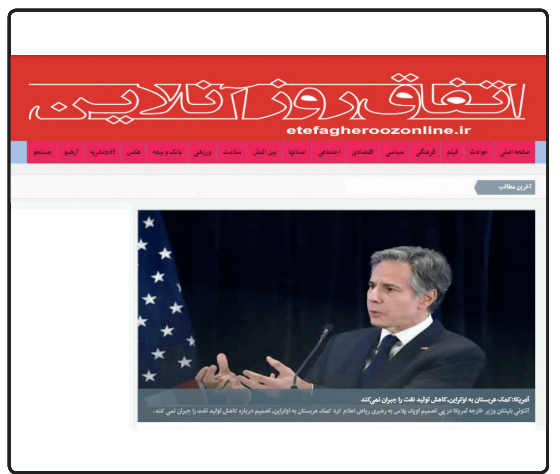 اتفاق روز آنلاین
etefagheroozonline.ir
صفحه اصلی حوادث فیلم فرهنگی سیاسی اقتصادی اجتماعی استانها بین الملل سلامت ورزشی بانک و بیمه عکس pdfنشریه آرشیو جستجو
آخرین مطالب
آمریکا: کمک عربستان به اوکراین،کاهش تولید نفت را جبران نمی‌کند
آنتونی بلینکن وزیر خارجه آمریکا در پی تصمیم اوپک پلاس به رهبری ریاض اعلام کرد کمک عربستان به اوکراین، تصمیم درباره کاهش تولید نفت را جبران نمی کند.